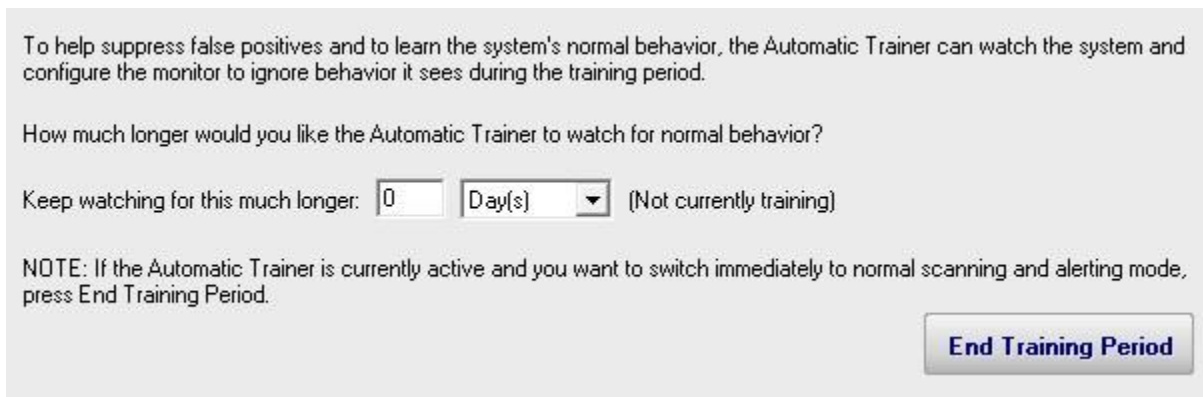 To help suppress false positives and to learn the system's normal behavior, the Automatic Trainer can watch the system and
configure the monitor to ignore behavior it sees during the training period.
How much longer would you like the Automatic Trainer to watch for normal behavior?
Keep watching for this much longer: 0 Day(s) (Not currently training)
NOTE: If the Automatic Trainer is currently active and you want to switch immediately to normal scanning and alerting mode,
press End Training Period.
End Training Period